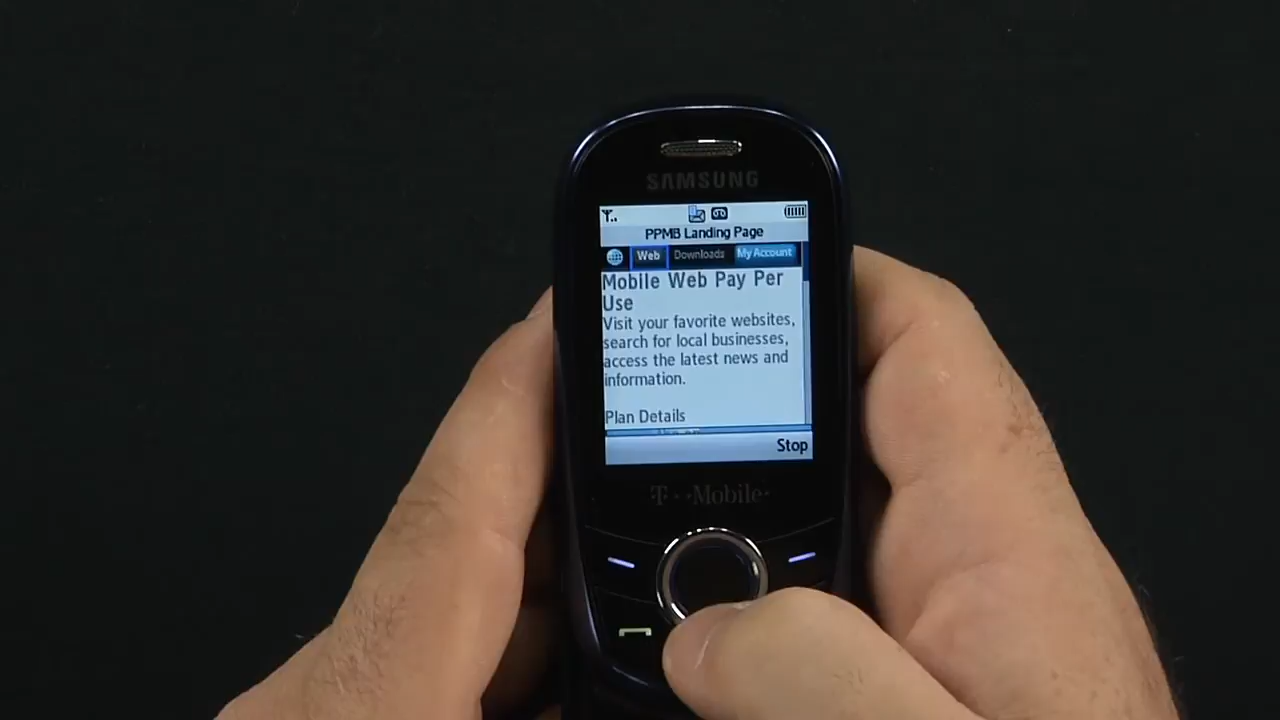 SAMSUNG
PPMB Landing Page
Web Downloads My Account
Mobile Web Pay Per
Use
Visit your favorite websites,
search for local businesses,
access the latest news and
information.
Plan Details
Stop
T··Mobile·